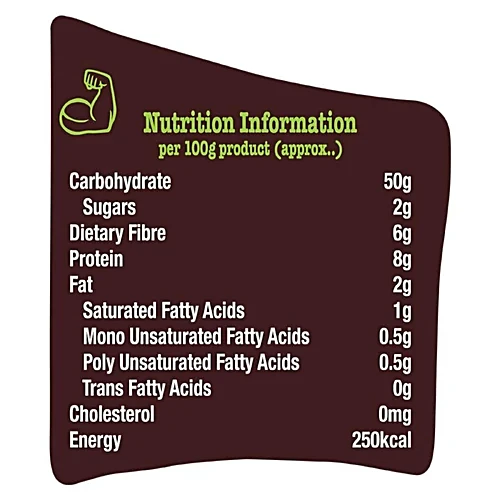 Nutrition Information
per 100g product (approx..)
Carbohydrate 50g
Sugars 2g
Dietary Fibre 6g
Protein 8g
Fat 2g
Saturated Fatty Acids 1g
Mono Unsaturated Fatty Acids 0.5g
Poly Unsaturated Fatty Acids 0.5g
Trans Fatty Acids 0g
Cholesterol 0mg
Energy 250kcal